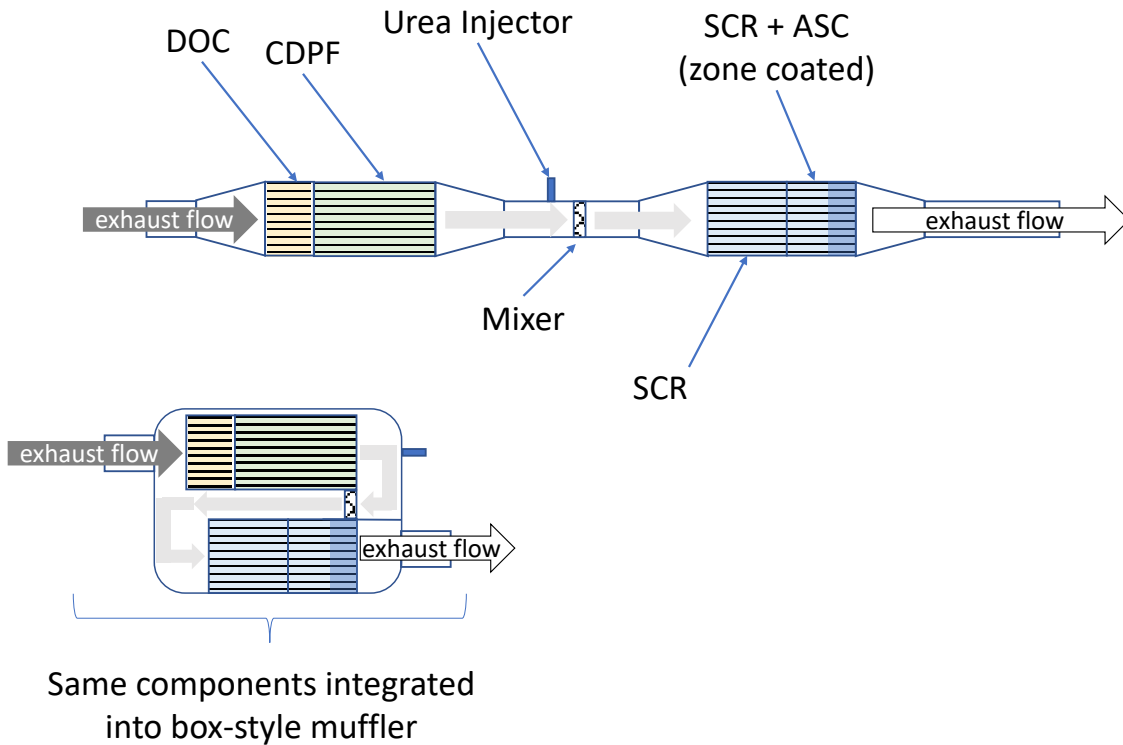 Urea Injector
SCR + ASC
(zone coated)
DOC
CDPF
exhaust flow
exhaust flow
Mixer
SCR
exhaust flow
exhaust flow
Same components integrated
into box-style muffler